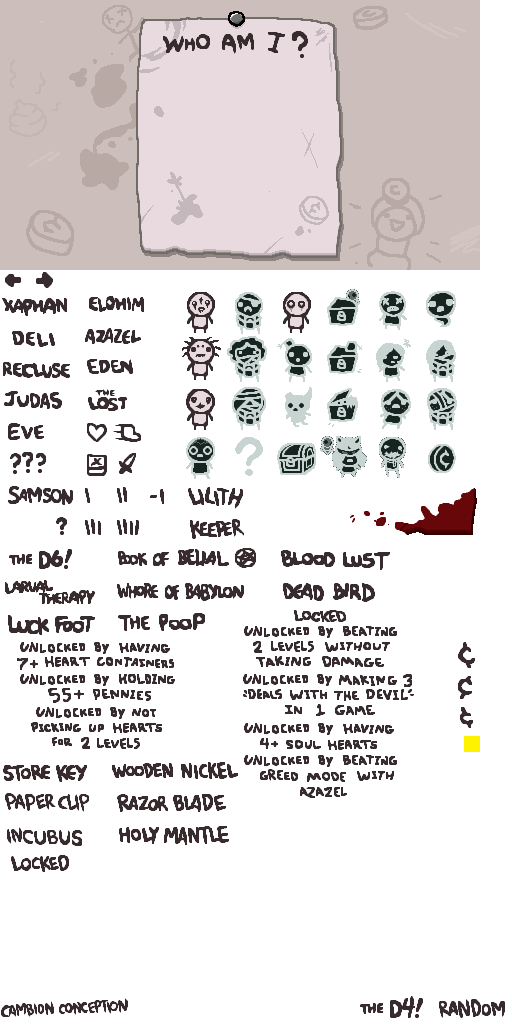 WHO AM I ?
XAPHAN ELOHIM
DELI AZAZEL
RECLUSE EDEN
JUDAS THE LOST
EVE
???
?
SAMSON I II -I LILITH
? III IIII KEEPER
THE D6! BOOK OF BELIAL BLOOD LUST
LARVAL THERAPY WHORE OF BABYLON DEAD BIRD
LUCK FOOT THE POOP
LOCKED
UNLOCKED BY HAVING
7+ HEART CONTAINERS
UNLOCKED BY HOLDING
55+ PENNIES
UNLOCKED BY NOT
PICKING UP HEARTS
FOR 2 LEVELS
UNLOCKED BY BEATING
2 LEVELS WITHOUT
TAKING DAMAGE
UNLOCKED BY MAKING 3
"DEALS WITH THE DEVIL"
IN 1 GAME
UNLOCKED BY HAVING
4+ SOUL HEARTS
UNLOCKED BY BEATING
GREED MODE WITH
AZAZEL
¢
¢
¢
STORE KEY WOODEN NICKEL
PAPER CLIP RAZOR BLADE
INCUBUS HOLY MANTLE
LOCKED
CAMBION CONCEPTION THE D4! RANDOM